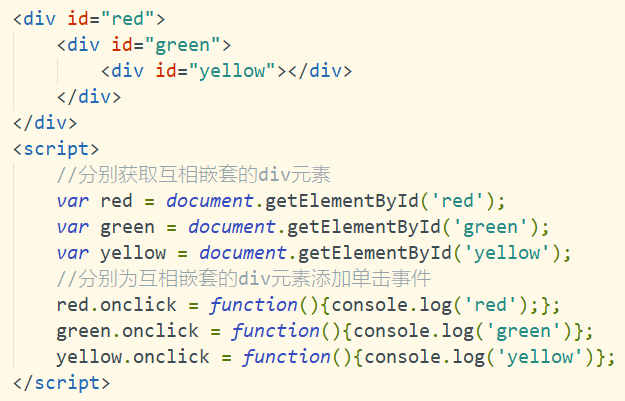 <div id="red">
    <div id="green">
        <div id="yellow"></div>
    </div>
</div>
<script>
    //分别获取互相嵌套的div元素
    var red = document.getElementById('red');
    var green = document.getElementById('green');
    var yellow = document.getElementById('yellow');
    //分别为互相嵌套的div元素添加单击事件
    red.onclick = function(){console.log('red');};
    green.onclick = function(){console.log('green')};
    yellow.onclick = function(){console.log('yellow')};
</script>